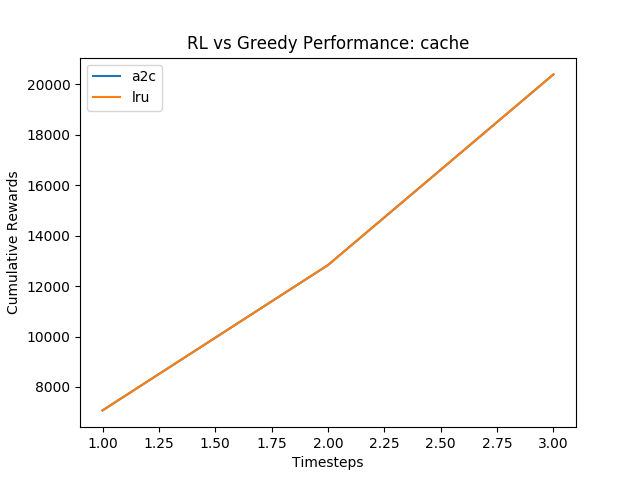 RL vs Greedy Performance: cache
a2c
lru
Cumulative Rewards
20000
18000
16000
14000
12000
10000
8000
1.00 1.25 1.50 1.75 2.00 2.25 2.50 2.75 3.00
Timesteps